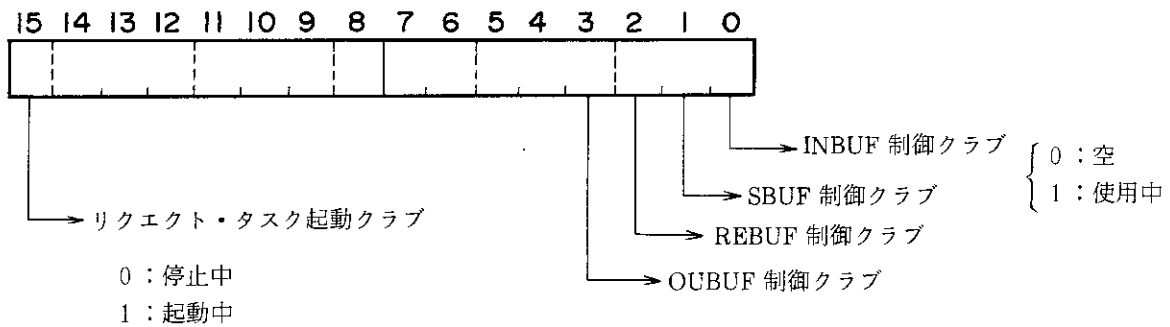 15 14 13 12 11 10 9 8 7 6 5 4 3 2 1 0
INBUF 制御クラブ
0：空
SBUF 制御クラブ
1：使用中
リクエクト・タスク起動クラブ
REBUF 制御クラブ
0：停止中
OUBUF 制御クラブ
1：起動中